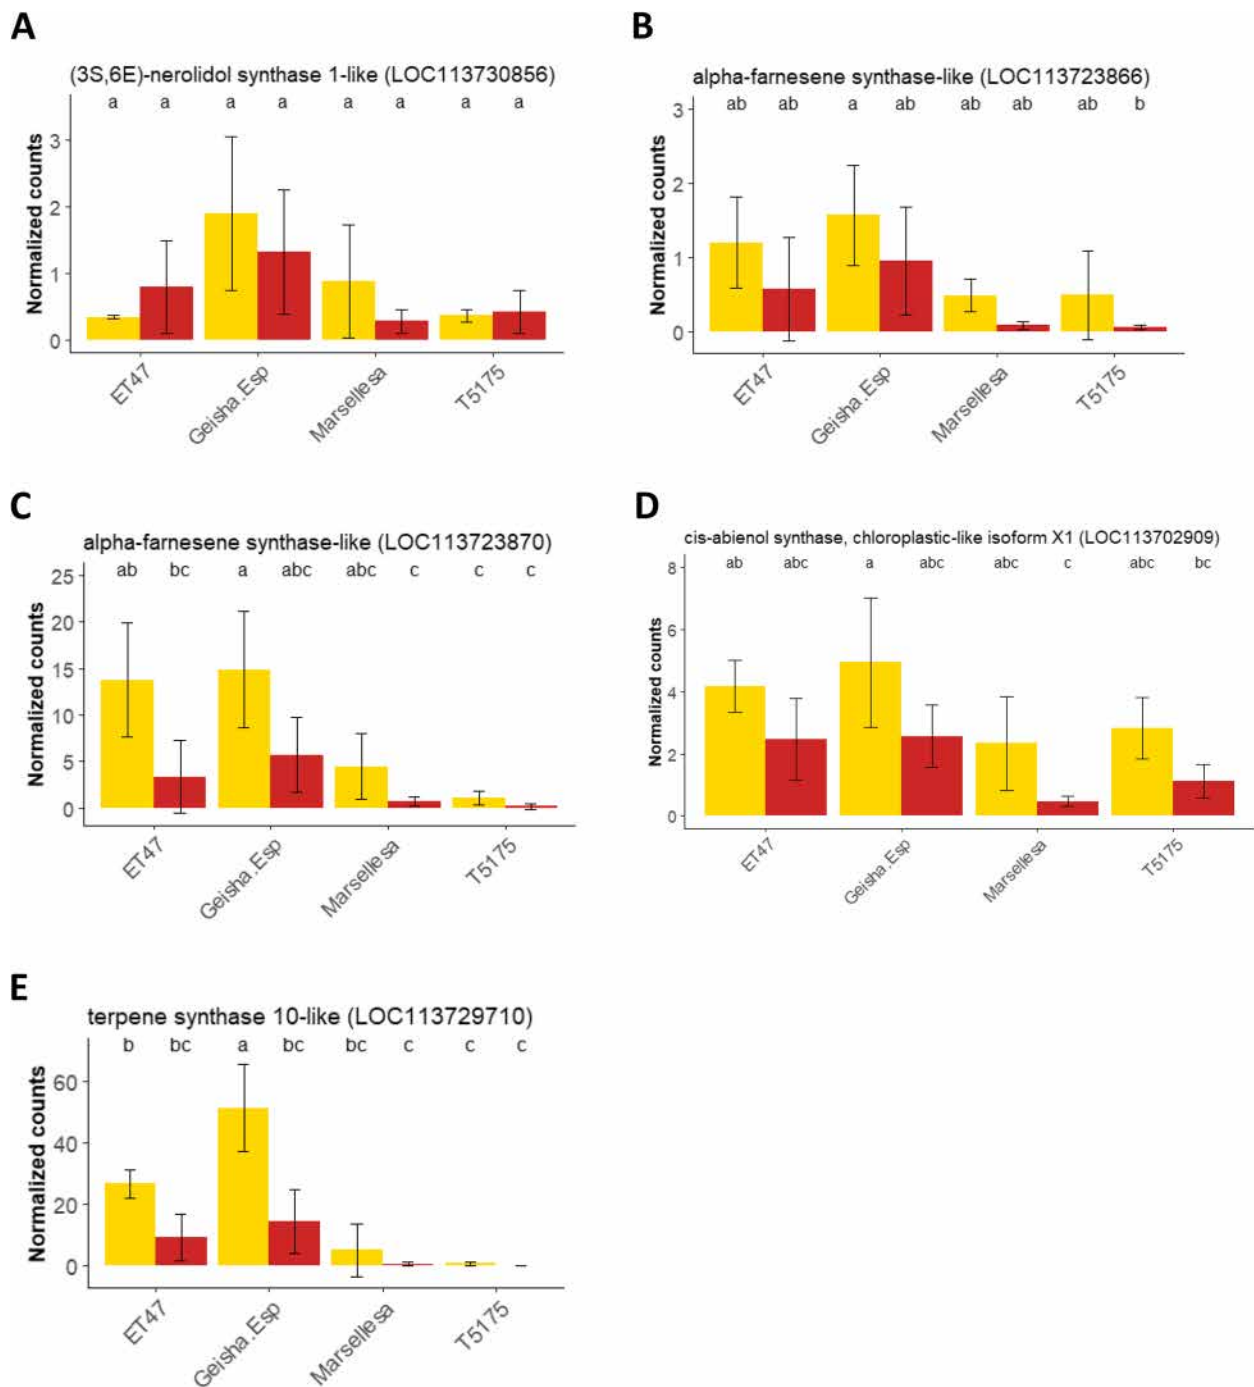 A
(3S,6E)-nerolidol synthase 1-like (LOC113730856)
a a a a a a a a
Normalized counts
3
2
1
0
ET47 Geisha.Esp Marsellesa T5175
B
alpha-farnesene synthase-like (LOC113723866)
ab ab a ab ab ab ab b
Normalized counts
3
2
1
0
ET47 Geisha.Esp Marsellesa T5175
C
alpha-farnesene synthase-like (LOC113723870)
ab bc a abc abc c c c
Normalized counts
25
20
15
10
5
0
ET47 Geisha.Esp Marsellesa T5175
D
cis-abienol synthase, chloroplastic-like isoform X1 (LOC113702909)
ab abc a abc abc c abc bc
Normalized counts
8
6
4
2
0
ET47 Geisha.Esp Marsellesa T5175
E
terpene synthase 10-like (LOC113729710)
b bc a bc bc c c c
Normalized counts
60
40
20
0
ET47 Geisha.Esp Marsellesa T5175